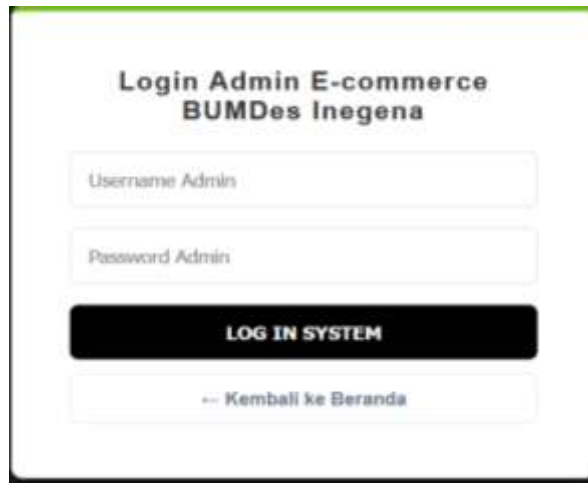 Login Admin E-commerce
BUMDes Inegena
Username Admin
Password Admin
LOG IN SYSTEM
← Kembali ke Beranda